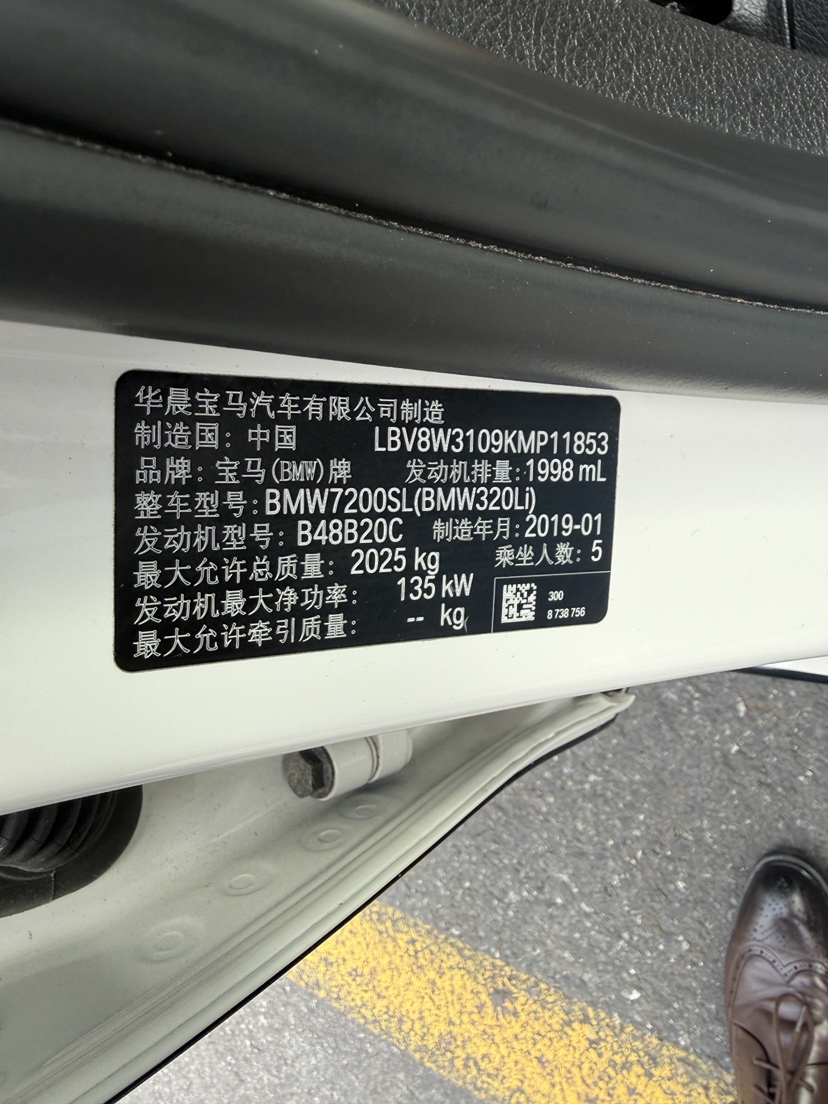 华晨宝马汽车有限公司制造
制造国：中国 LBV8W3109KMP11853
品牌：宝马(BMW)牌 发动机排量：1998 mL
整车型号：BMW7200SL(BMW320Li)
发动机型号：B48B20C 制造年月：2019-01
最大允许总质量：2025 kg 乘坐人数：5
发动机最大净功率：135 kW
最大允许牵引质量：-- kg
300
8 738 756